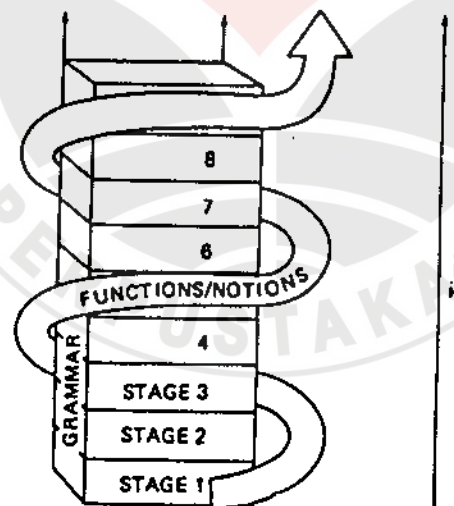 8
7
6
FUNCTIONS/NOTIONS
4
GRAMMAR
STAGE 3
STAGE 2
STAGE 1